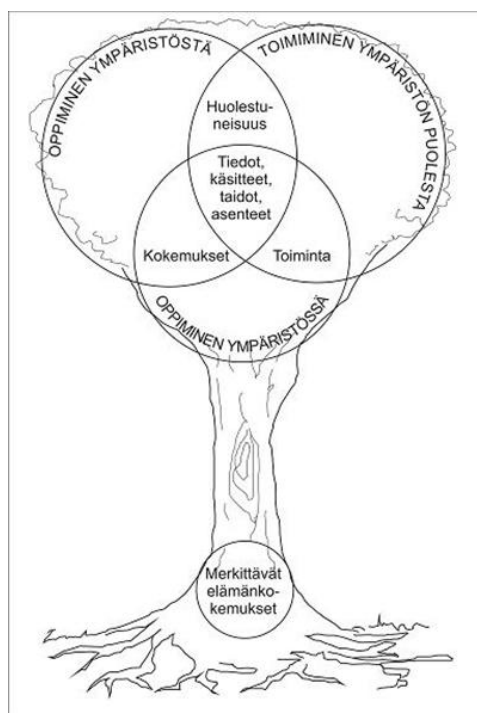 OPPIMINEN YMPÄRISTÖSTÄ
TOIMIMINEN YMPÄRISTÖN PUOLESTA
Huolestu-
neisuus
Tiedot,
käsitteet,
taidot,
asenteet
Kokemukset
Toiminta
OPPIMINEN YMPÄRISTÖSSÄ
Merkittävät
elämänko-
kemukset